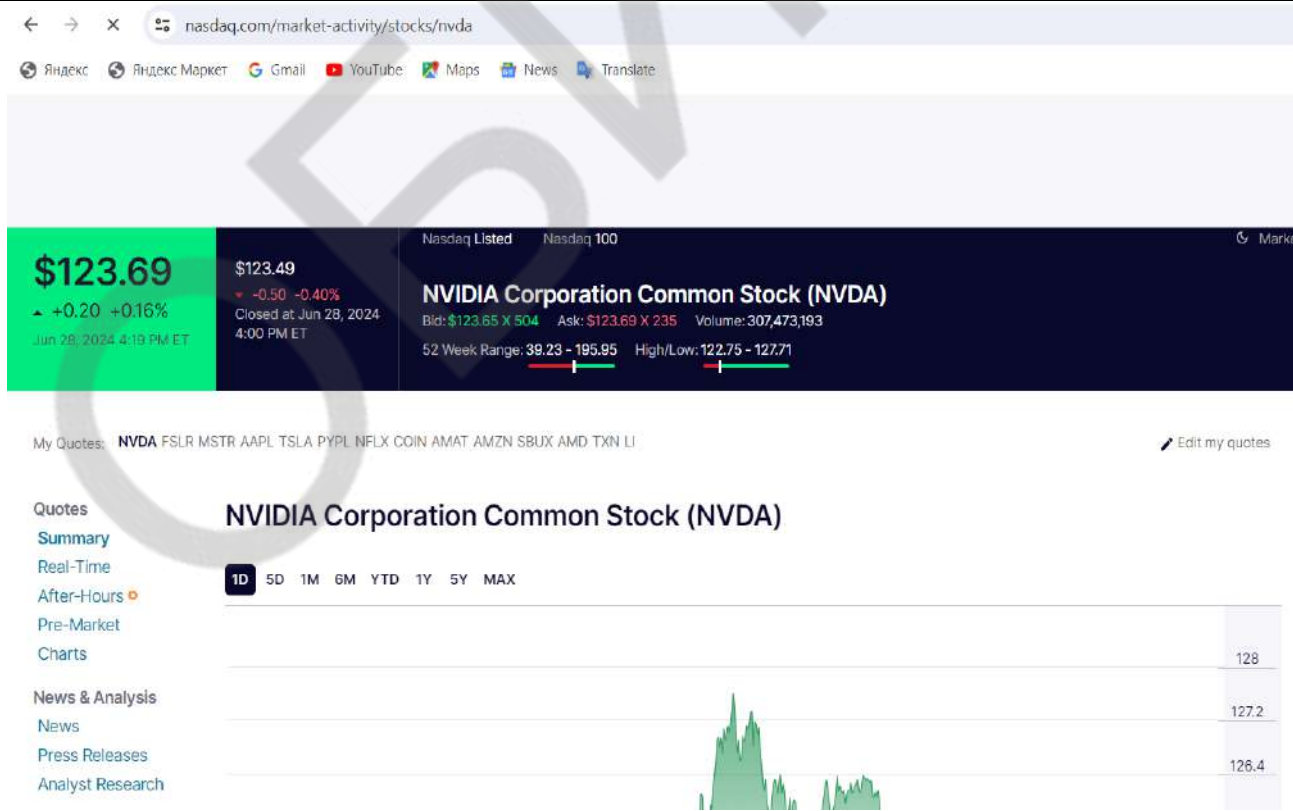 nasdaq.com/market-activity/stocks/nvda
Яндекс Яндекс Маркет Gmail YouTube Maps News Translate
Nasdaq Listed Nasdaq 100
$123.69
+0.20 +0.16%
Jun 28, 2024 4:19 PM ET
$123.49
-0.50 -0.40%
Closed at Jun 28, 2024
4:00 PM ET
NVIDIA Corporation Common Stock (NVDA)
Bid: $123.65 X 504 Ask: $123.69 X 235 Volume: 307,473,193
52 Week Range: 39.23 - 195.95 High/Low: 122.75 - 127.71
My Quotes: NVDA FSLR MSTR AAPL TSLA PYPL NFLX COIN AMAT AMZN SBUX AMD TXN LI
Edit my quotes
Quotes
Summary
Real-Time
After-Hours
Pre-Market
Charts
News & Analysis
News
Press Releases
Analyst Research
NVIDIA Corporation Common Stock (NVDA)
1D 5D 1M 6M YTD 1Y 5Y MAX
128
127.2
126.4